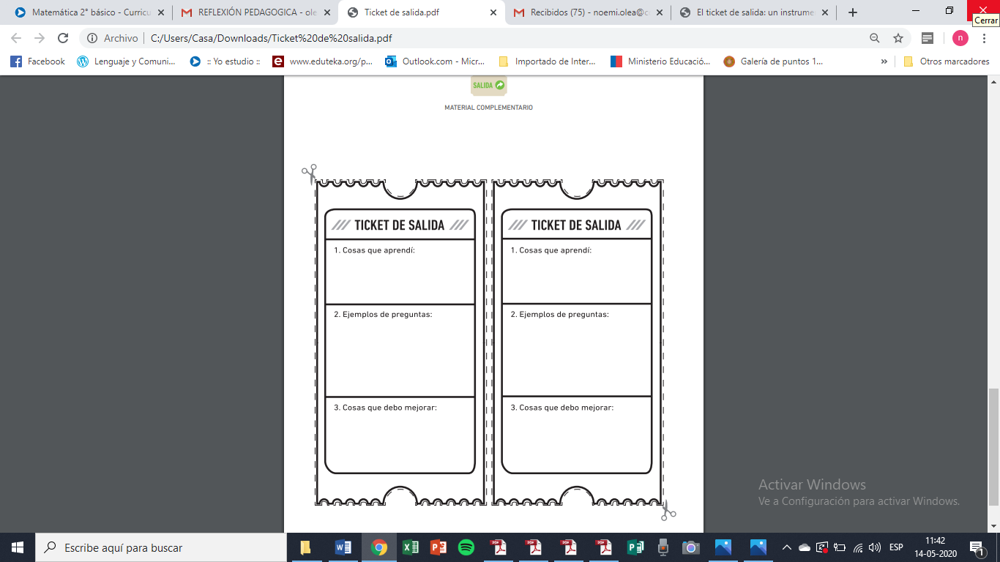 Matemática 2° básico - Curricu
REFLEXIÓN PEDAGOGICA - ole
Ticket de salida.pdf
Recibidos (75) - noemi.olea@c
El ticket de salida: un instrume
Cerrar
Archivo
C:/Users/Casa/Downloads/Ticket%20de%20salida.pdf
n
Facebook
Lenguaje y Comuni...
:: Yo estudio ::
www.eduteka.org/p...
Outlook.com - Micr...
Importado de Inter...
Ministerio Educació...
Galería de puntos 1...
»
Otros marcadores
SALIDA
MATERIAL COMPLEMENTARIO
TICKET DE SALIDA
1. Cosas que aprendí:
2. Ejemplos de preguntas:
3. Cosas que debo mejorar:
TICKET DE SALIDA
1. Cosas que aprendí:
2. Ejemplos de preguntas:
3. Cosas que debo mejorar:
Activar Windows
Ve a Configuración para activar Windows.
Escribe aquí para buscar
ESP
11:42
14-05-2020
1